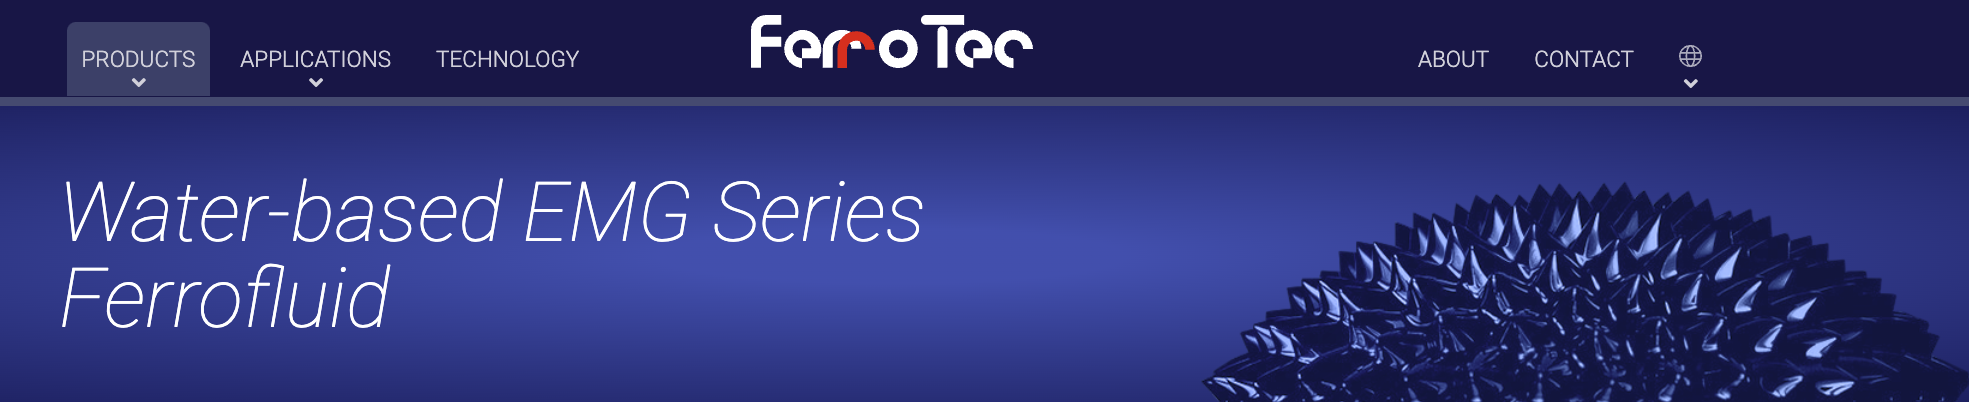 PRODUCTS APPLICATIONS TECHNOLOGY FerroTec ABOUT CONTACT
Water-based EMG Series
Ferrofluid